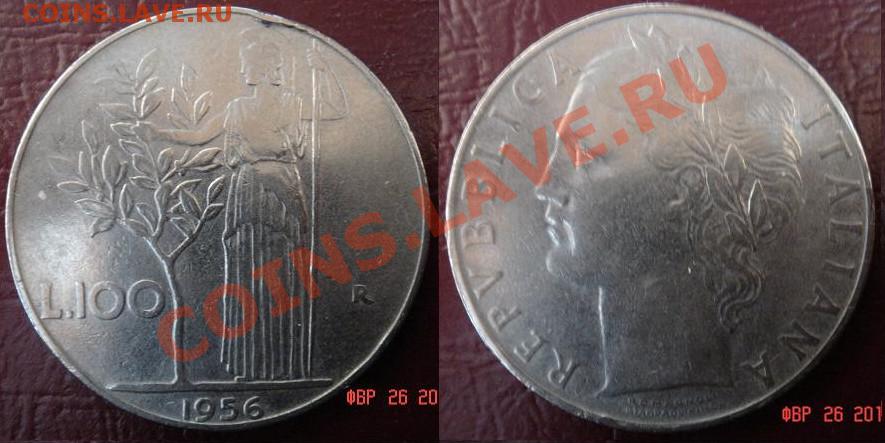 COINS.LAVE.RU
L.100
R
1956
ФВР 26 20
REPVBBLICA ITALIANA
ФВР 26 201
COINS.LAVE.RU